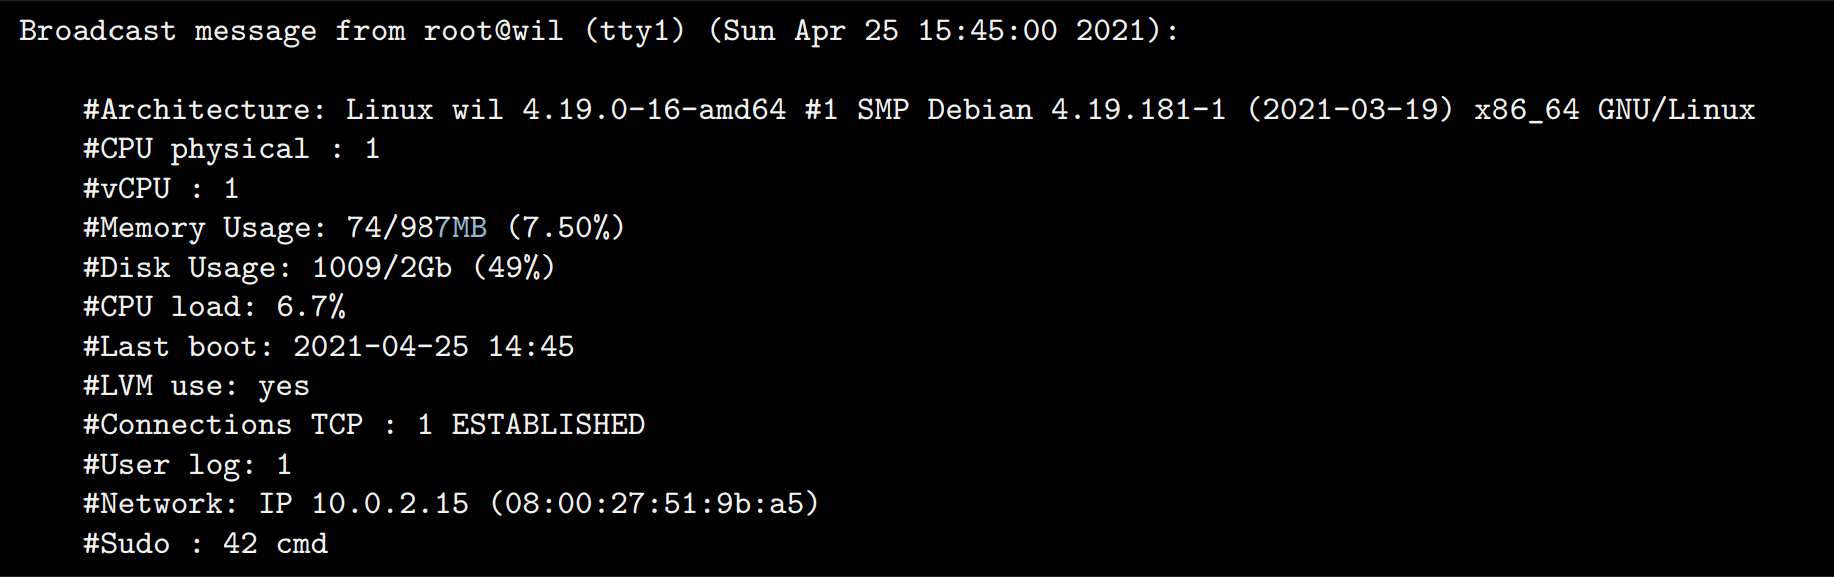 Broadcast message from root@wil (tty1) (Sun Apr 25 15:45:00 2021):
#Architecture: Linux wil 4.19.0-16-amd64 #1 SMP Debian 4.19.181-1 (2021-03-19) x86_64 GNU/Linux
#CPU physical : 1
#vCPU : 1
#Memory Usage: 74/987MB (7.50%)
#Disk Usage: 1009/2Gb (49%)
#CPU load: 6.7%
#Last boot: 2021-04-25 14:45
#LVM use: yes
#Connections TCP : 1 ESTABLISHED
#User log: 1
#Network: IP 10.0.2.15 (08:00:27:51:9b:a5)
#Sudo : 42 cmd